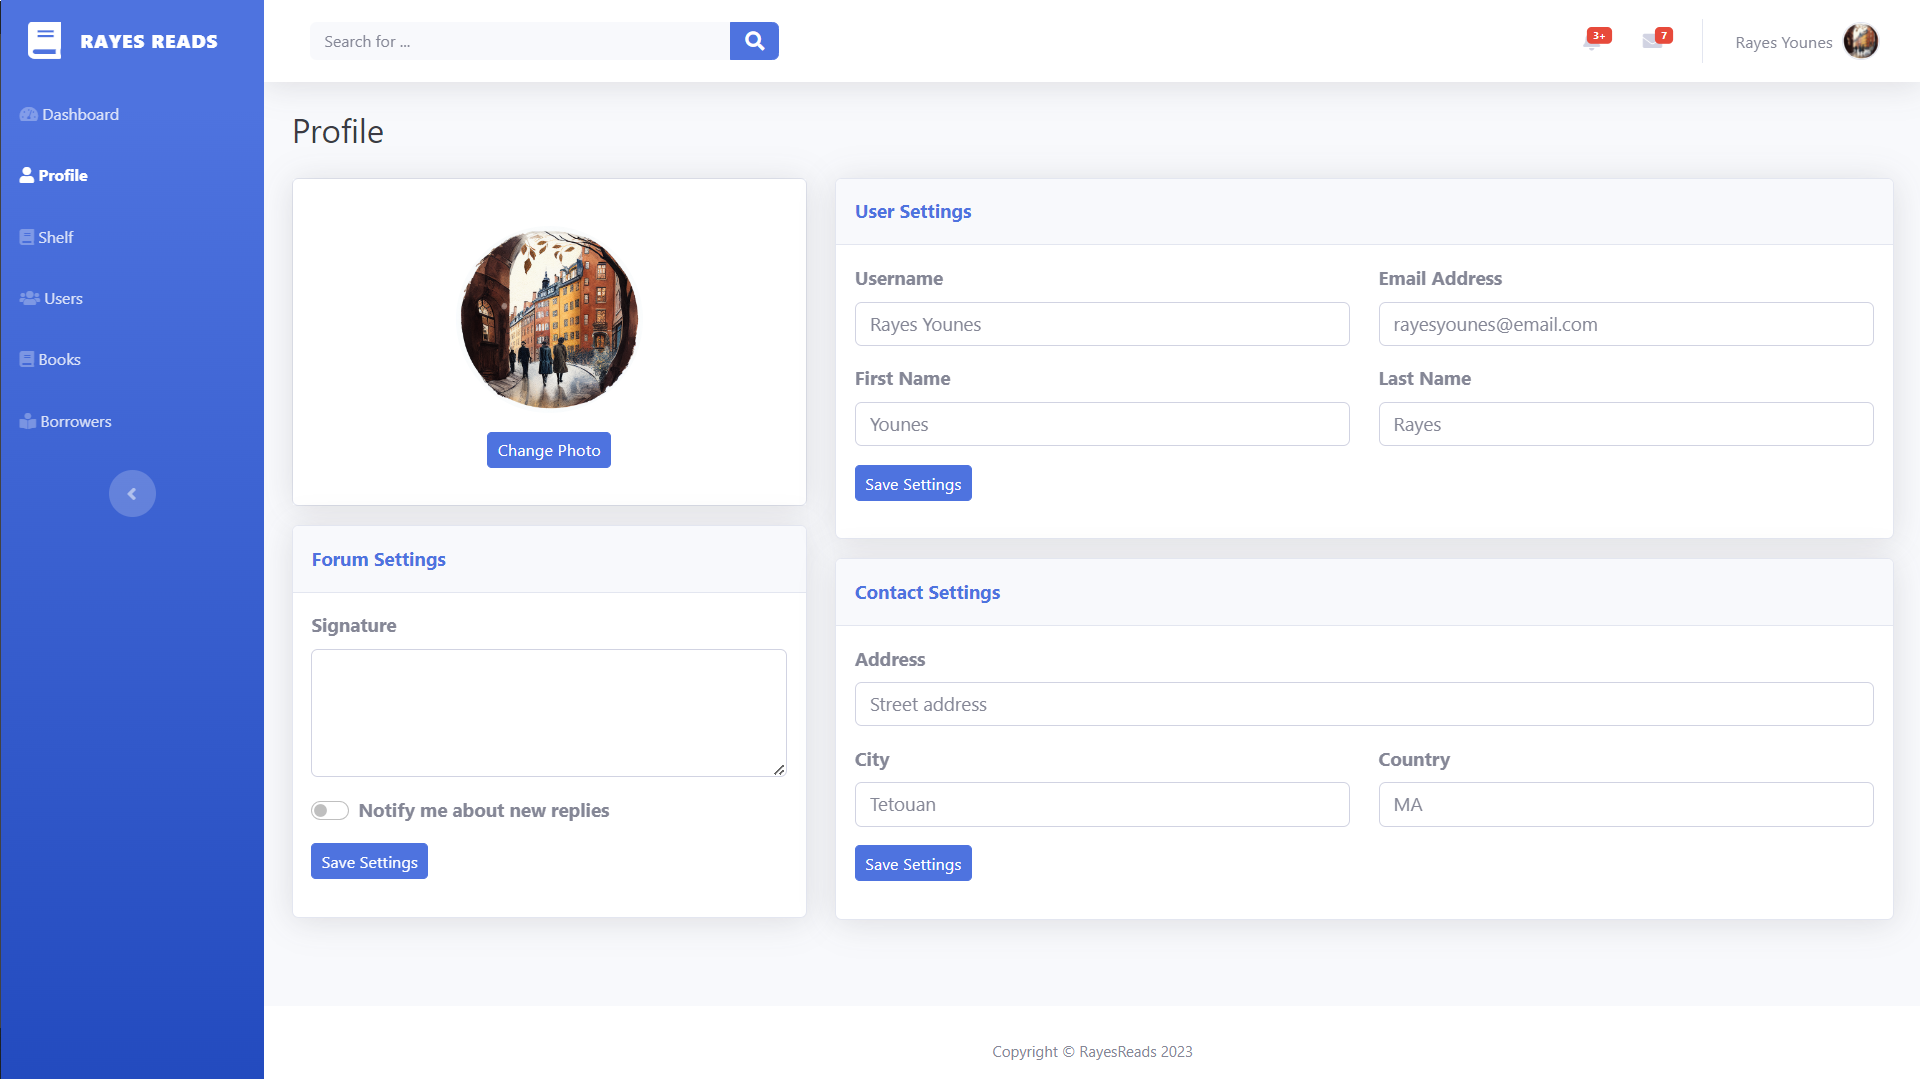 RAYES READS
Search for ...
3+
7
Rayes Younes
Dashboard
Profile
Shelf
Users
Books
Borrowers
Profile
Change Photo
Forum Settings
Signature
Notify me about new replies
Save Settings
User Settings
Username
Email Address
Rayes Younes
rayesyounes@email.com
First Name
Last Name
Younes
Rayes
Save Settings
Contact Settings
Address
Street address
City
Country
Tetouan
MA
Save Settings
Copyright © RayesReads 2023